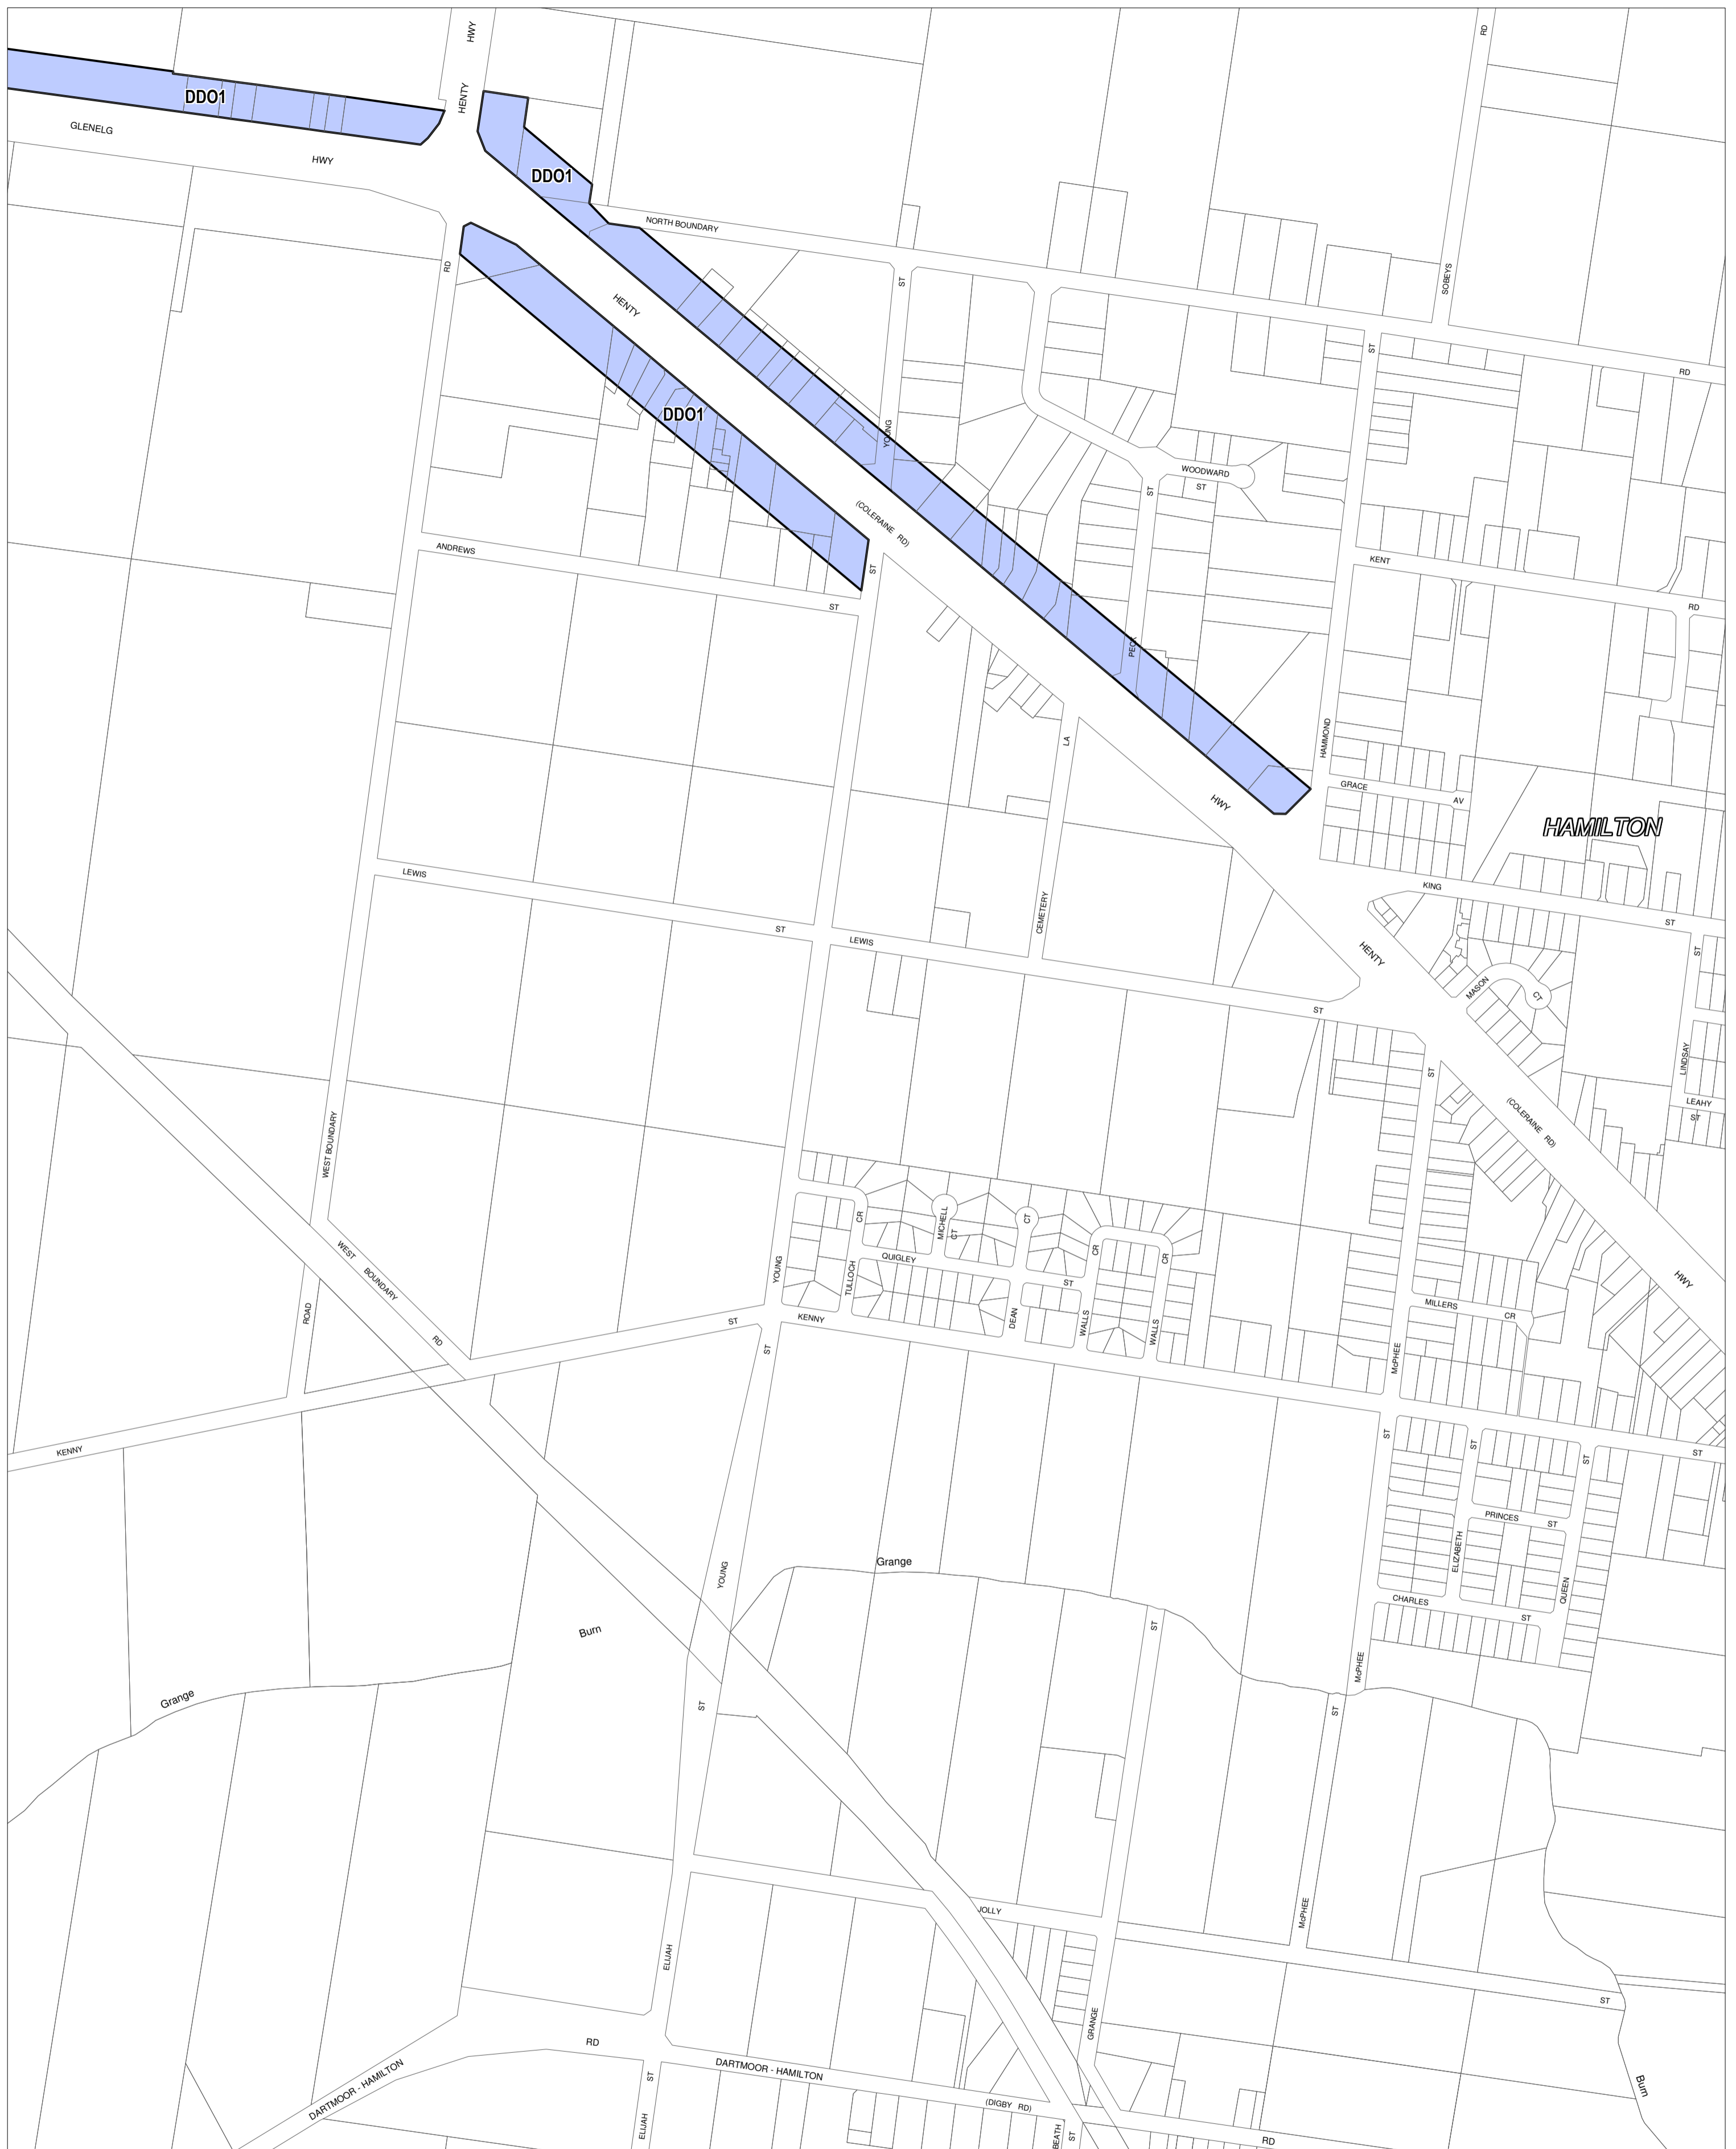 HWY
RD
HENTY
DDO1
GLENELG
HWY
DDO1
NORTH BOUNDARY
RD
ST
SOBEYS
HENTY
ST
RD
DDO1
YOUNG
WOODWARD
ST
ST
(COLERAINE RD)
ANDREWS
ST
KENT
RD
ST
PECK
HAMMOND
LA
GRACE
AV
HWY
HAMILTON
LEWIS
KING
ST
ST
CEMETERY
LEWIS
HENTY
ST
MASON
CT
ST
LINDSAY
ST
LEAHY
ST
(COLERAINE RD)
WEST BOUNDARY
CR
MICHELL
CT
CT
CR
CR
QUIGLEY
ST
WEST
BOUNDARY
RD
YOUNG
TULLOCH
HWY
ROAD
DEAN
WALLS
WALLS
MILLERS
CR
ST
KENNY
ST
McPHEE
KENNY
ST
ST
ST
ST
PRINCES
ST
ELIZABETH
QUEEN
Grange
YOUNG
CHARLES
ST
Burn
ST
McPHEE
Grange
ST
ST
JOLLY
McPHEE
ELIJAH
ST
GRANGE
RD
DARTMOOR - HAMILTON
DARTMOOR - HAMILTON
ST
(DIGBY RD)
Burn
ELIJAH
BEATH
ST
RD